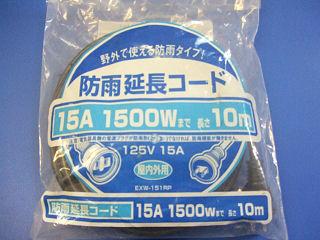 野外で使える防雨タイプ!
防雨延長コード
15A 1500Wまで 長さ10m
125V 15A
屋内外用
EXW-151RP
防雨延長コード 15A 1500Wまで 長さ10m